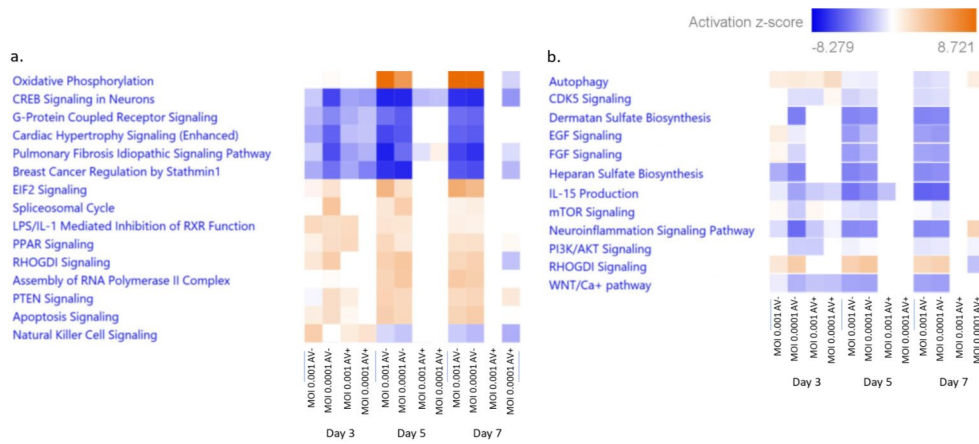 Activation z-score
-8.279 8.721
a.
Oxidative Phosphorylation
CREB Signaling in Neurons
G-Protein Coupled Receptor Signaling
Cardiac Hypertrophy Signaling (Enhanced)
Pulmonary Fibrosis Idiopathic Signaling Pathway
Breast Cancer Regulation by Stathmin1
EIF2 Signaling
Spliceosomal Cycle
LPS/IL-1 Mediated Inhibition of RXR Function
PPAR Signaling
RHOGDI Signaling
Assembly of RNA Polymerase II Complex
PTEN Signaling
Apoptosis Signaling
Natural Killer Cell Signaling
MOI 0.001 AV-
MOI 0.0001 AV-
MOI 0.001 AV+
MOI 0.0001 AV+
MOI 0.001 AV-
MOI 0.0001 AV-
MOI 0.001 AV+
MOI 0.0001 AV+
MOI 0.001 AV-
MOI 0.0001 AV-
MOI 0.001 AV+
MOI 0.0001 AV+
Day 3 Day 5 Day 7
b.
Autophagy
CDK5 Signaling
Dermatan Sulfate Biosynthesis
EGF Signaling
FGF Signaling
Heparan Sulfate Biosynthesis
IL-15 Production
mTOR Signaling
Neuroinflammation Signaling Pathway
PI3K/AKT Signaling
RHOGDI Signaling
WNT/Ca+ pathway
MOI 0.001 AV-
MOI 0.0001 AV-
MOI 0.001 AV+
MOI 0.0001 AV+
MOI 0.001 AV-
MOI 0.0001 AV-
MOI 0.001 AV+
MOI 0.0001 AV+
MOI 0.001 AV-
MOI 0.0001 AV-
MOI 0.001 AV+
MOI 0.0001 AV+
Day 3 Day 5 Day 7